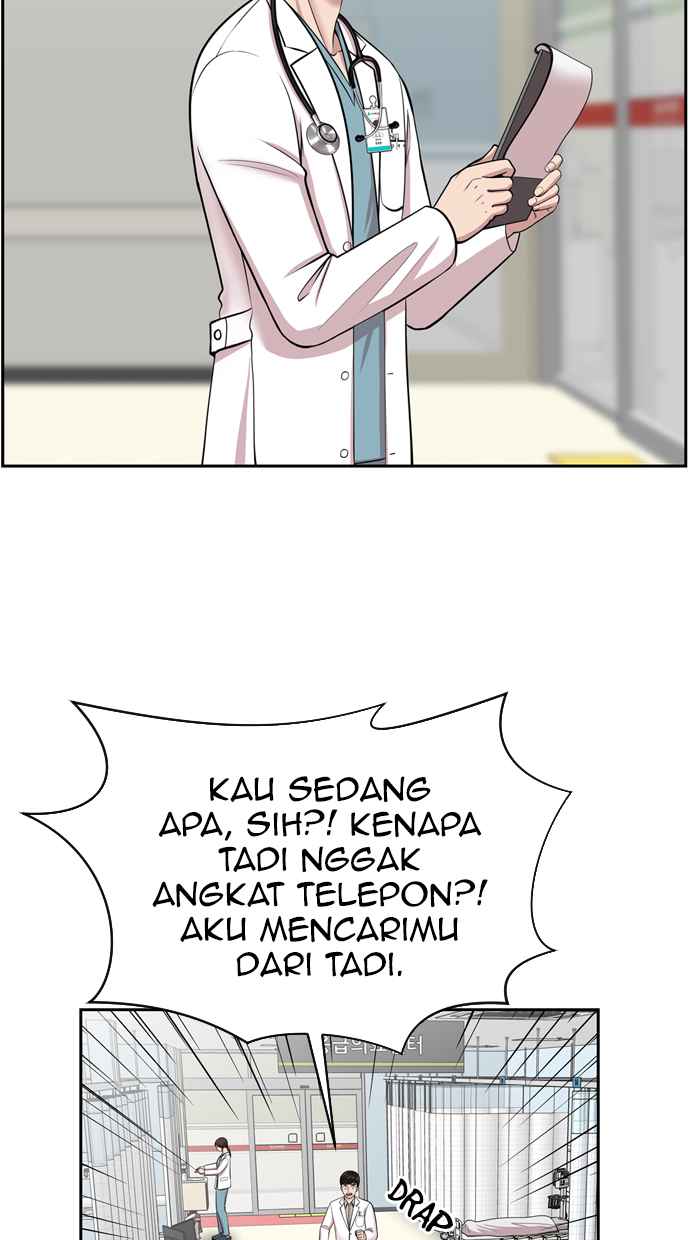 KAU SEDANG
APA, SIH?! KENAPA
TADI NGGAK
ANGKAT TELEPON?!
AKU MENCARIMU
DARI TADI.
DRAP